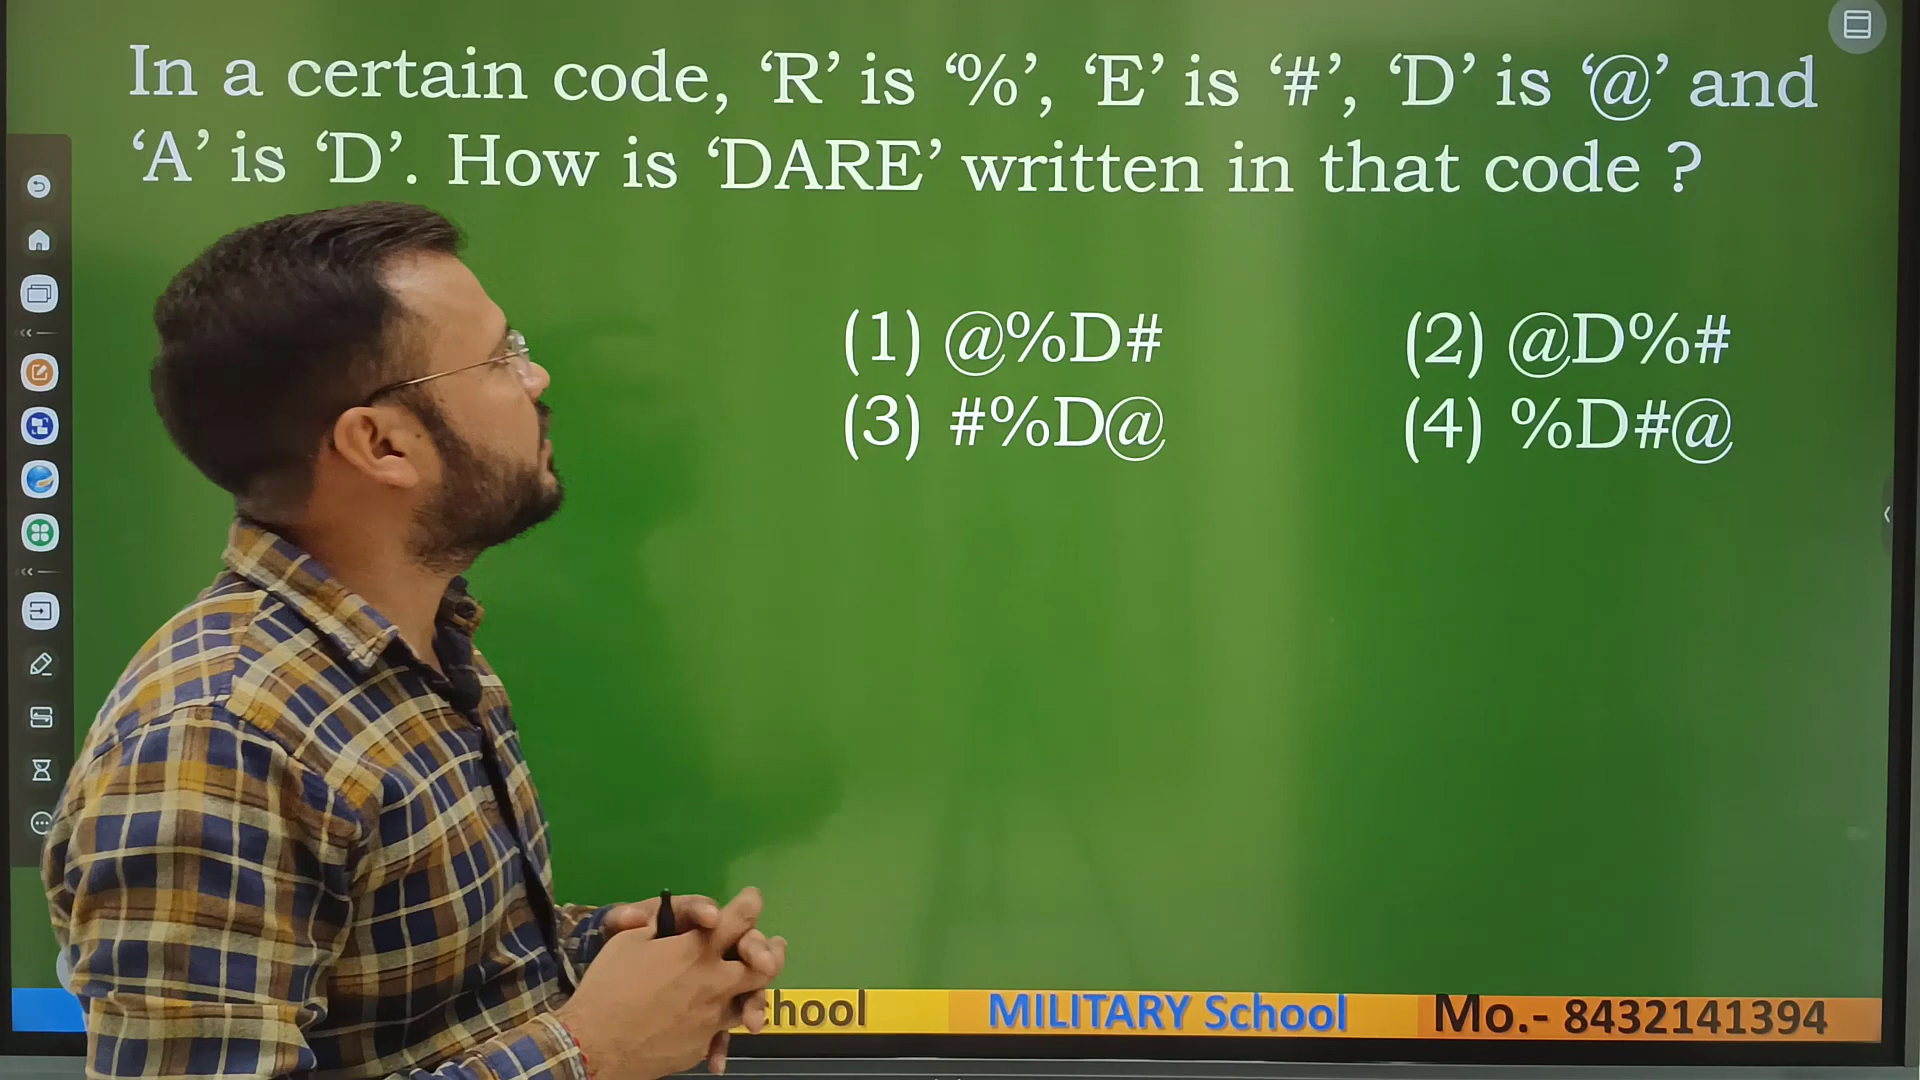 In a certain code, ‘R’ is ‘%’, ‘E’ is ‘#’, ‘D’ is ‘@’ and
‘A’ is ‘D’. How is ‘DARE’ written in that code ?
(1) @%D# (2) @D%#
(3) #%D@ (4) %D#@
MILITARY School Mo.- 8432141394